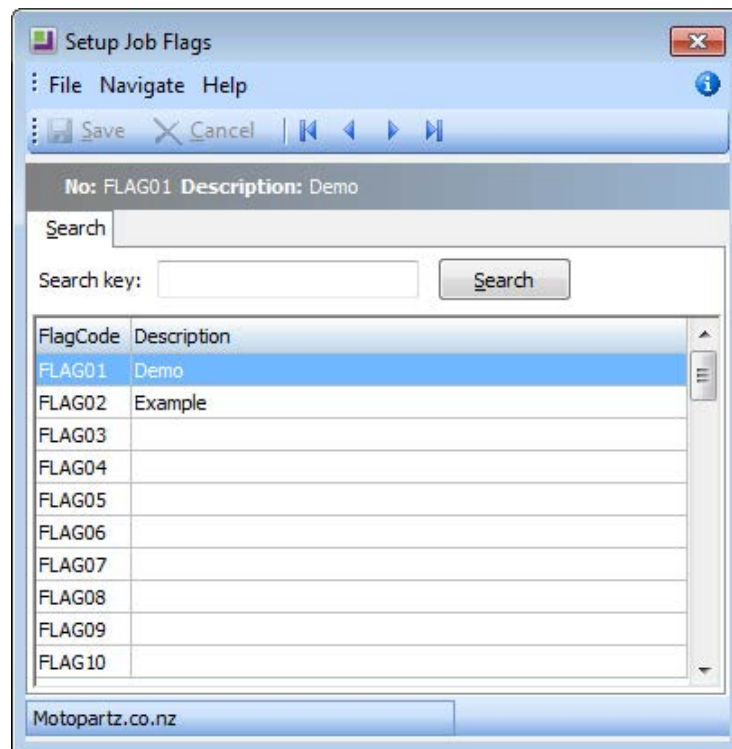 Setup Job Flags
File Navigate Help
Save Cancel
No: FLAG01 Description: Demo
Search
Search key: Search
FlagCode Description
FLAG01 Demo
FLAG02 Example
FLAG03
FLAG04
FLAG05
FLAG06
FLAG07
FLAG08
FLAG09
FLAG10
Motopartz.co.nz